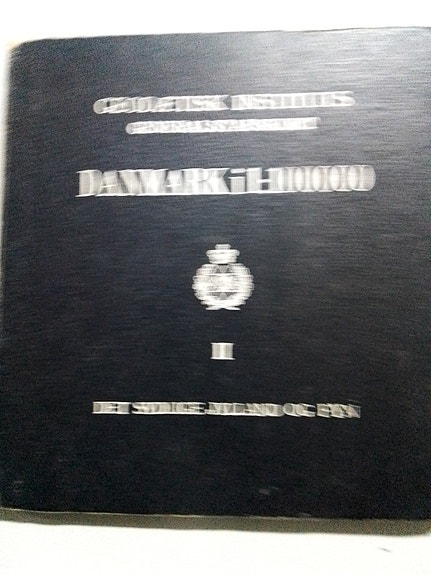 GEODÆTISK INSTITUTS
DANMARK i 1:100000
II
DET SYDLIGE JYLLAND OG FYN